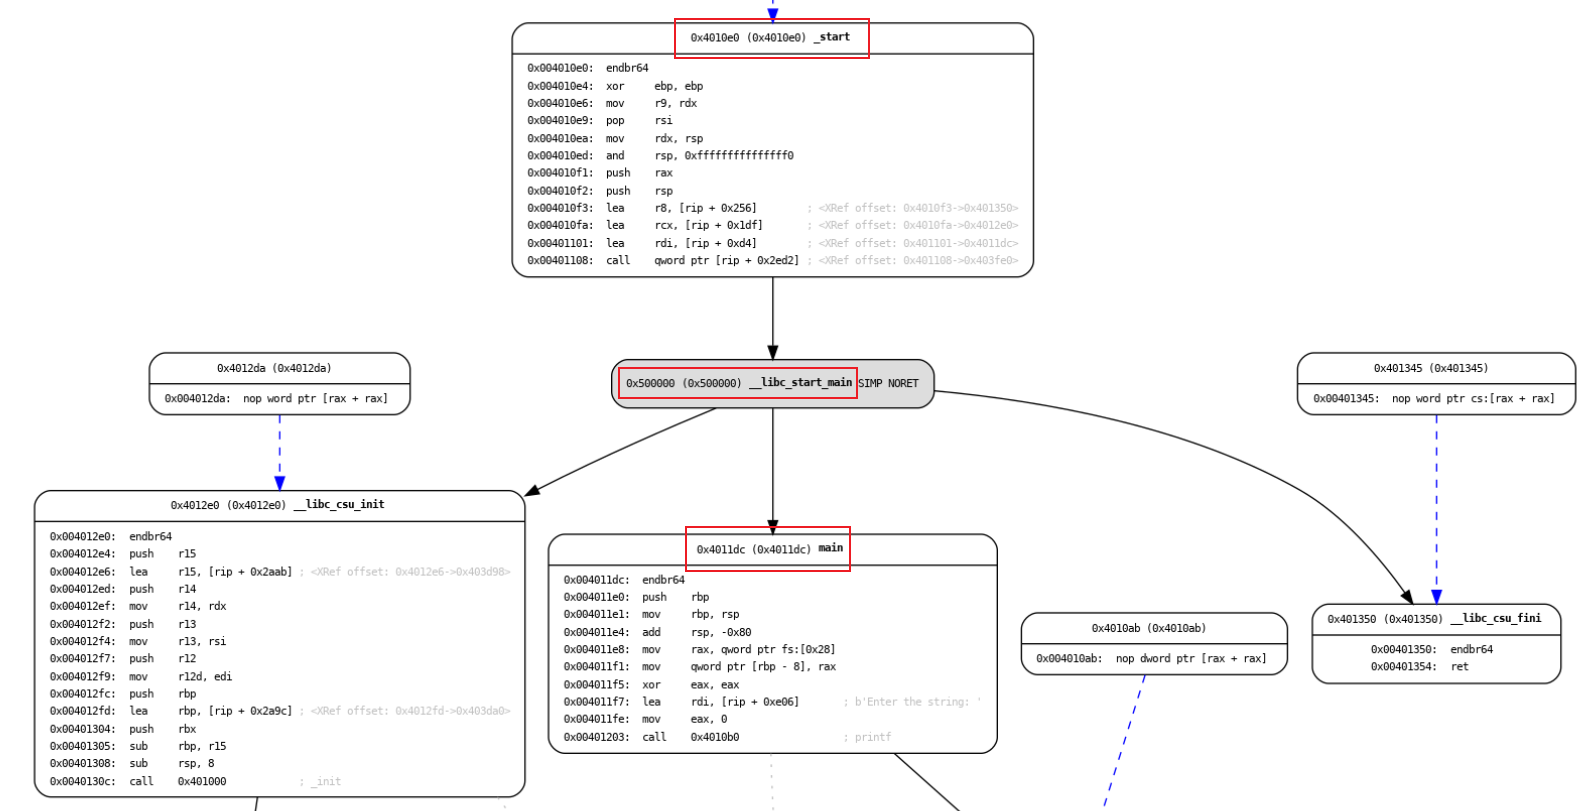 0x4010e0 (0x4010e0) _start
0x004010e0: endbr64
0x004010e4: xor ebp, ebp
0x004010e6: mov r9, rdx
0x004010e9: pop rsi
0x004010ea: mov rdx, rsp
0x004010ed: and rsp, 0xfffffffffffffff0
0x004010f1: push rax
0x004010f2: push rsp
0x004010f3: lea r8, [rip + 0x256] ; <XRef offset: 0x4010f3->0x401350>
0x004010fa: lea rcx, [rip + 0x1df] ; <XRef offset: 0x4010fa->0x4012e0>
0x00401101: lea rdi, [rip + 0xd4] ; <XRef offset: 0x401101->0x4011dc>
0x00401108: call qword ptr [rip + 0x2ed2] ; <XRef offset: 0x401108->0x403fe0>
0x4012da (0x4012da)
0x004012da: nop word ptr [rax + rax]
0x500000 (0x500000) __libc_start_main SIMP NORET
0x401345 (0x401345)
0x00401345: nop word ptr cs:[rax + rax]
0x4012e0 (0x4012e0) __libc_csu_init
0x004012e0: endbr64
0x004012e4: push r15
0x004012e6: lea r15, [rip + 0x2aab] ; <XRef offset: 0x4012e6->0x403d98>
0x004012ed: push r14
0x004012ef: mov r14, rdx
0x004012f2: push r13
0x004012f4: mov r13, rsi
0x004012f7: push r12
0x004012f9: mov r12d, edi
0x004012fc: push rbp
0x004012fd: lea rbp, [rip + 0x2a9c] ; <XRef offset: 0x4012fd->0x403da0>
0x00401304: push rbx
0x00401305: sub rbp, r15
0x00401308: sub rsp, 8
0x0040130c: call 0x401000 ; _init
0x4011dc (0x4011dc) main
0x004011dc: endbr64
0x004011e0: push rbp
0x004011e1: mov rbp, rsp
0x004011e4: add rsp, -0x80
0x004011e8: mov rax, qword ptr fs:[0x28]
0x004011f1: mov qword ptr [rbp - 8], rax
0x004011f5: xor eax, eax
0x004011f7: lea rdi, [rip + 0xe06] ; b'Enter the string: '
0x004011fe: mov eax, 0
0x00401203: call 0x4010b0 ; printf
0x4010ab (0x4010ab)
0x004010ab: nop dword ptr [rax + rax]
0x401350 (0x401350) __libc_csu_fini
0x00401350: endbr64
0x00401354: ret